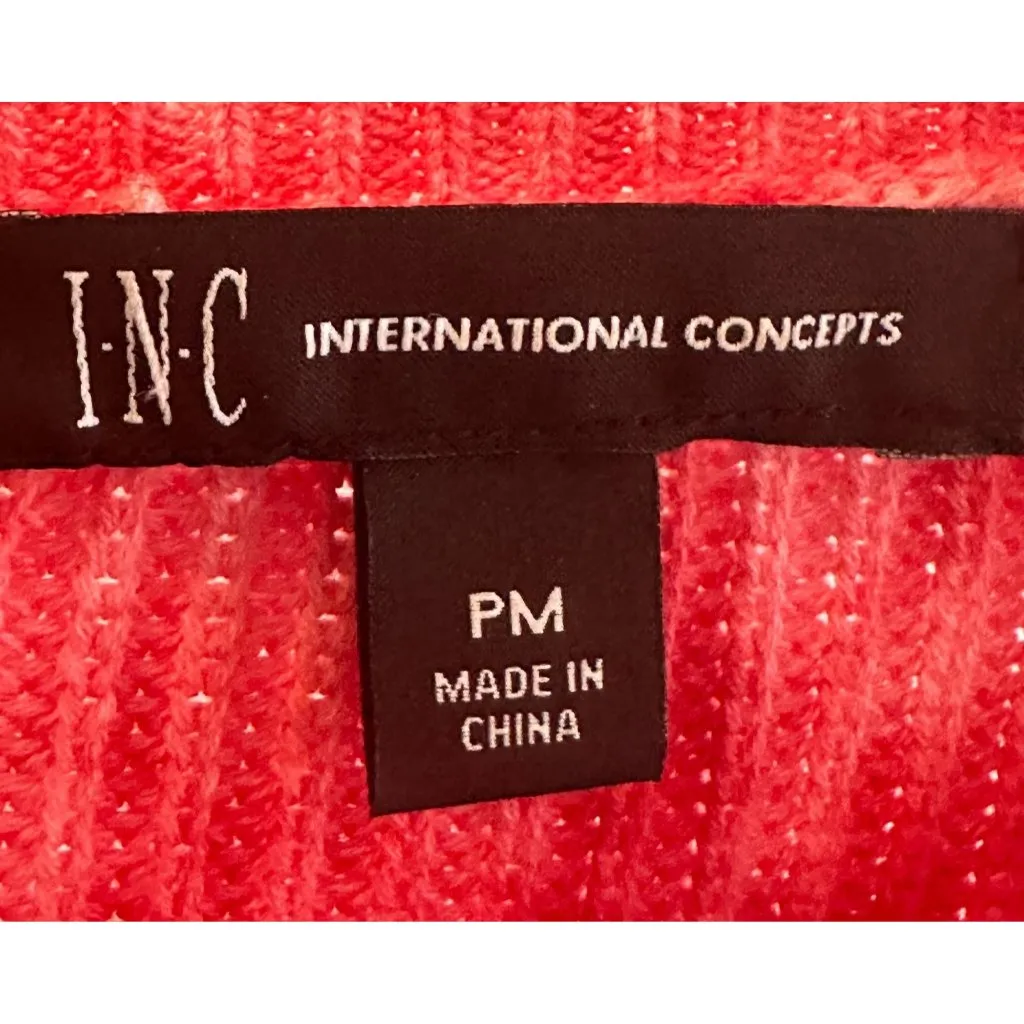 I·N·C INTERNATIONAL CONCEPTS
PM
MADE IN
CHINA